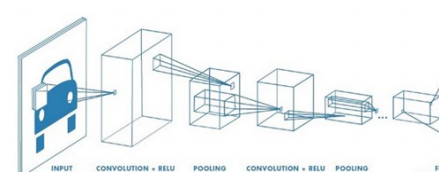 INPUT CONVOLUTION + RELU POOLING CONVOLUTION + RELU POOLING